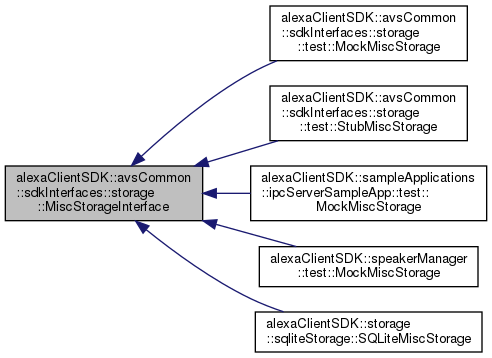 alexaClientSDK::avsCommon
::sdkInterfaces::storage
::test::MockMiscStorage
alexaClientSDK::avsCommon
::sdkInterfaces::storage
::test::StubMiscStorage
alexaClientSDK::avsCommon
::sdkInterfaces::storage
::MiscStorageInterface
alexaClientSDK::sampleApplications
::ipcServerSampleApp::test::
MockMiscStorage
alexaClientSDK::speakerManager
::test::MockMiscStorage
alexaClientSDK::storage
::sqliteStorage::SQLiteMiscStorage